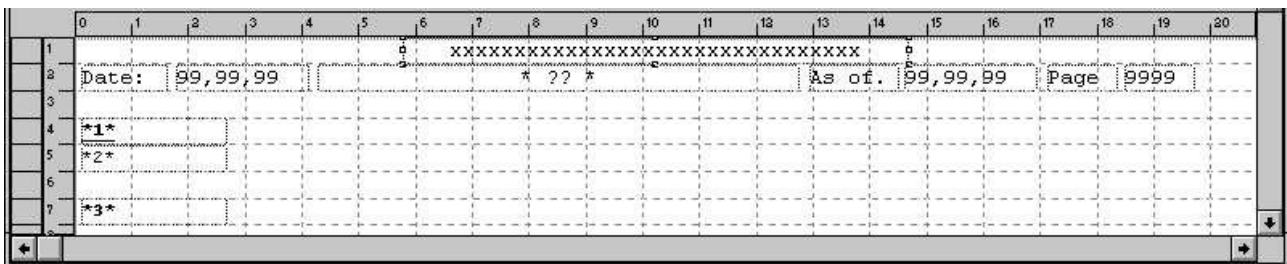 0 1 2 3 4 5 6 7 8 9 10 11 12 13 14 15 16 17 18 19 20
1 xxxxxxxxxxxxxxxxxxxxxxxxxxxxxxxx
2 Date: 99,99,99 * ?? * As of. 99,99,99 Page 9999
3
4 *1*
5 *2*
6
7 *3*